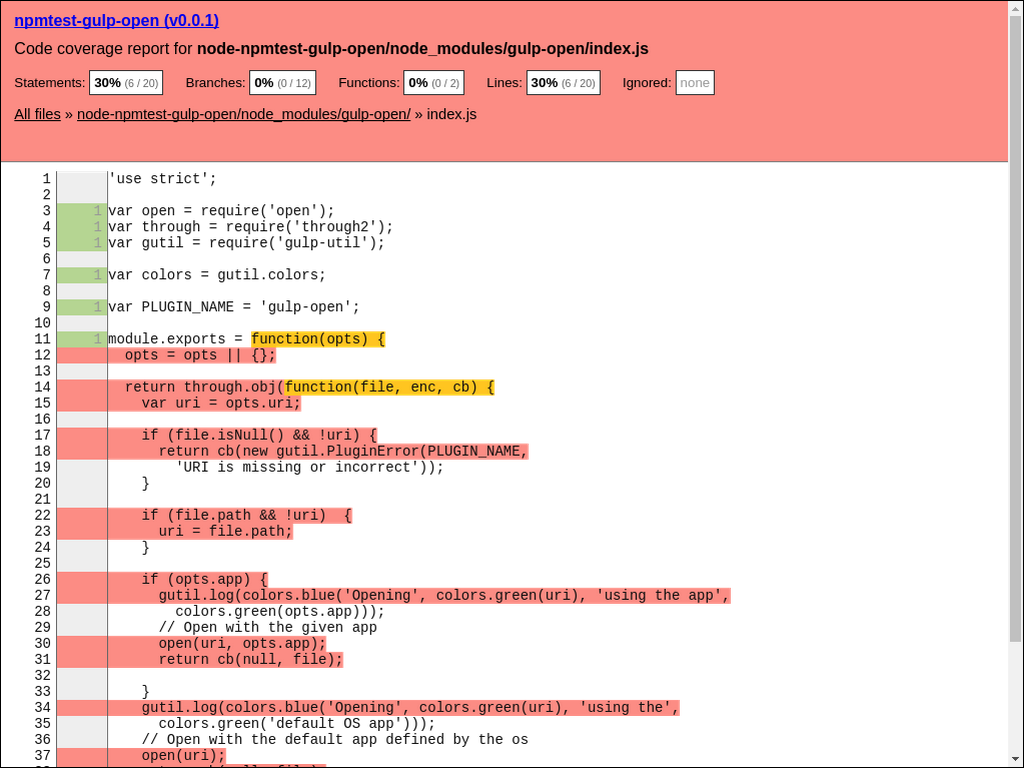 npmtest-gulp-open (v0.0.1)
Code coverage report for node-npmtest-gulp-open/node_modules/gulp-open/index.js
Statements: 30% (6 / 20) Branches: 0% (0 / 12) Functions: 0% (0 / 2) Lines: 30% (6 / 20) Ignored: none
All files » node-npmtest-gulp-open/node_modules/gulp-open/ » index.js
1 'use strict';
2
3 1 var open = require('open');
4 1 var through = require('through2');
5 1 var gutil = require('gulp-util');
6
7 1 var colors = gutil.colors;
8
9 1 var PLUGIN_NAME = 'gulp-open';
10
11 1 module.exports = function(opts) {
12 opts = opts || {};
13
14 return through.obj(function(file, enc, cb) {
15 var uri = opts.uri;
16
17 if (file.isNull() && !uri) {
18 return cb(new gutil.PluginError(PLUGIN_NAME,
19 'URI is missing or incorrect'));
20 }
21
22 if (file.path && !uri)  {
23 uri = file.path;
24 }
25
26 if (opts.app) {
27 gutil.log(colors.blue('Opening', colors.green(uri), 'using the app',
28 colors.green(opts.app)));
29 // Open with the given app
30 open(uri, opts.app);
31 return cb(null, file);
32
33 }
34 gutil.log(colors.blue('Opening', colors.green(uri), 'using the',
35 colors.green('default OS app')));
36 // Open with the default app defined by the os
37 open(uri);